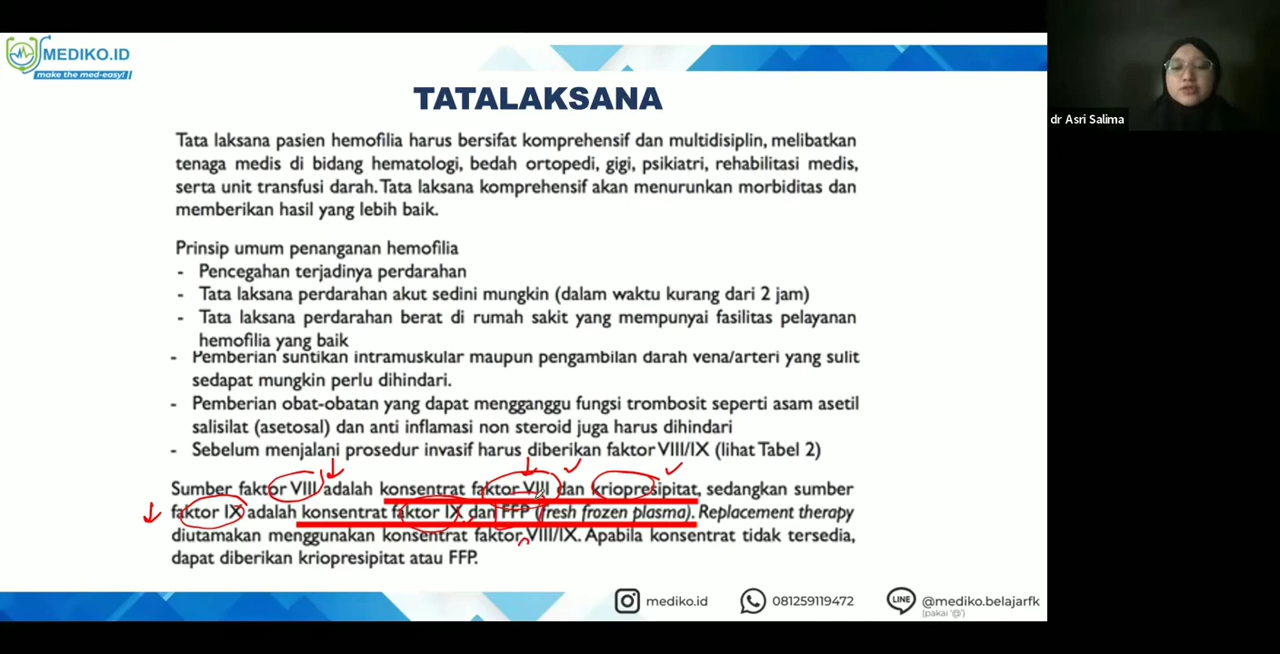 MEDIKO.ID
make the med-easy!
TATALAKSANA
dr Asri Salima
Tata laksana pasien hemofilia harus bersifat komprehensif dan multidisiplin, melibatkan
tenaga medis di bidang hematologi, bedah ortopedi, gigi, psikiatri, rehabilitasi medis,
serta unit transfusi darah. Tata laksana komprehensif akan menurunkan morbiditas dan
memberikan hasil yang lebih baik.
Prinsip umum penanganan hemofilia
- Pencegahan terjadinya perdarahan
- Tata laksana perdarahan akut sedini mungkin (dalam waktu kurang dari 2 jam)
- Tata laksana perdarahan berat di rumah sakit yang mempunyai fasilitas pelayanan
hemofilia yang baik
- Pemberian suntikan intramuskular maupun pengambilan darah vena/arteri yang sulit
sedapat mungkin perlu dihindari.
- Pemberian obat-obatan yang dapat mengganggu fungsi trombosit seperti asam asetil
salisilat (asetosal) dan anti inflamasi non steroid juga harus dihindari
- Sebelum menjalani prosedur invasif harus diberikan faktor VIII/IX (lihat Tabel 2)
Sumber faktor VIII adalah konsentrat faktor VIII dan kriopresipitat, sedangkan sumber
faktor IX adalah konsentrat faktor IX dan FFP (fresh frozen plasma). Replacement therapy
diutamakan menggunakan konsentrat faktor VIII/IX. Apabila konsentrat tidak tersedia,
dapat diberikan kriopresipitat atau FFP.
mediko.id
081259119472
LINE
@mediko.belajarfk
(pakai '@')